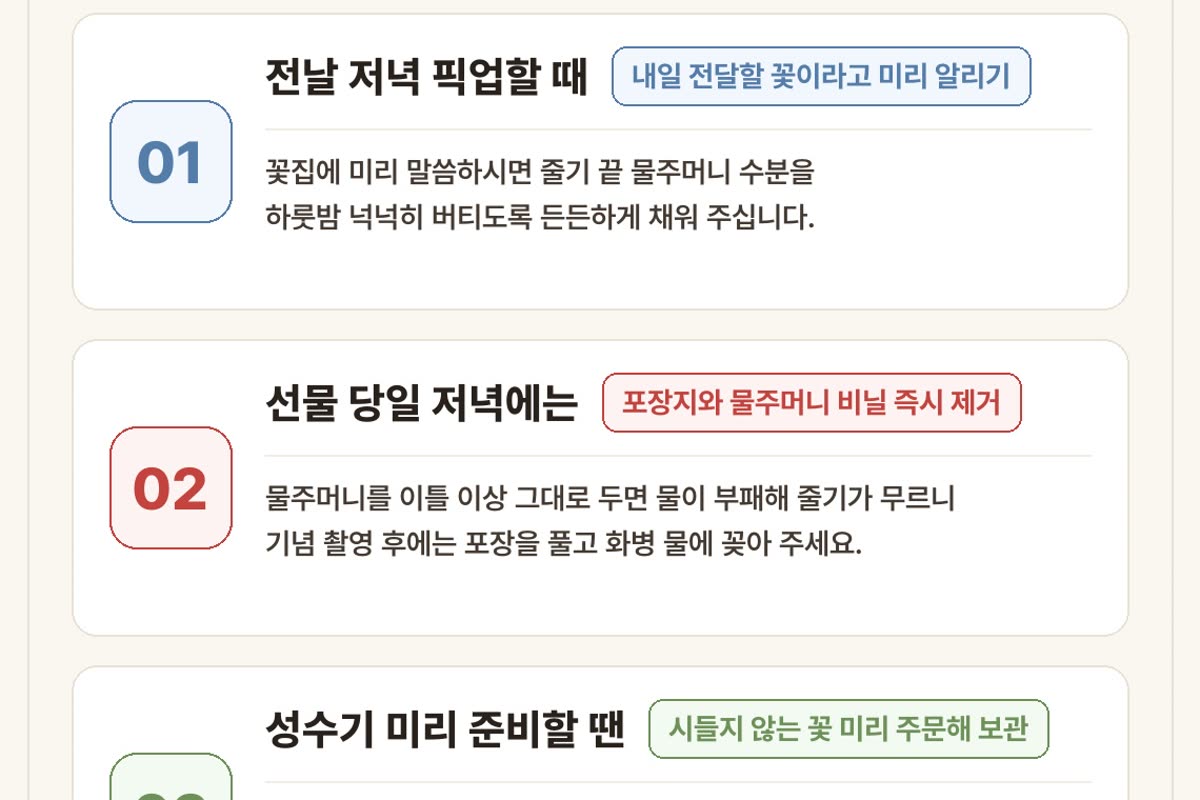 전날 저녁 픽업할 때
내일 전달할 꽃이라고 미리 알리기
01
꽃집에 미리 말씀하시면 줄기 끝 물주머니 수분을
하룻밤 넉넉히 버티도록 든든하게 채워 주십니다.
선물 당일 저녁에는
포장지와 물주머니 비닐 즉시 제거
02
물주머니를 이틀 이상 그대로 두면 물이 부패해 줄기가 무르니
기념 촬영 후에는 포장을 풀고 화병 물에 꽂아 주세요.
성수기 미리 준비할 땐
시들지 않는 꽃 미리 주문해 보관